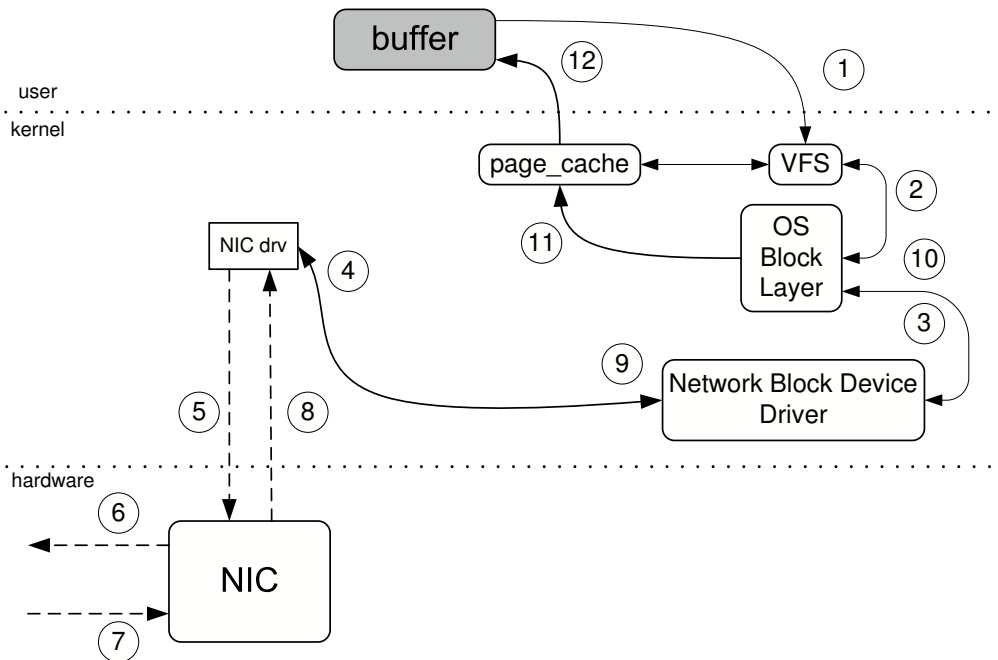 buffer
12
1
user
kernel
page_cache
VFS
2
NIC drv
11
OS
Block
Layer
10
4
3
9
Network Block Device
Driver
5
8
hardware
6
NIC
7